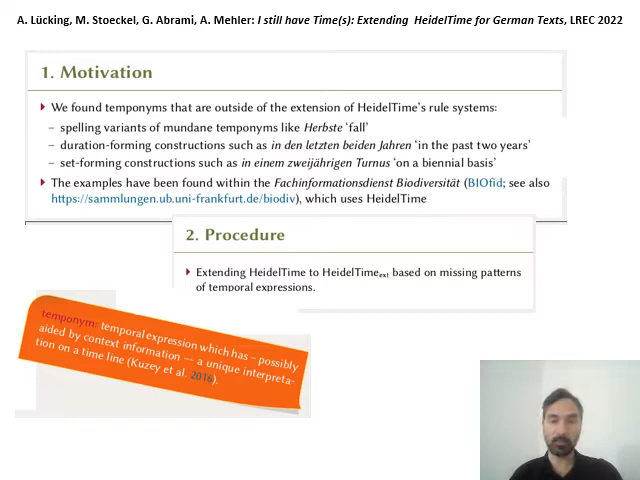 A. Lücking, M. Stoeckel, G. Abrami, A. Mehler: I still have Time(s): Extending HeidelTime for German Texts, LREC 2022
1. Motivation
We found temponyms that are outside of the extension of HeidelTime's rule systems:
– spelling variants of mundane temponyms like Herbste 'fall'
– duration-forming constructions such as in den letzten beiden Jahren 'in the past two years'
– set-forming constructions such as in einem zweijährigen Turnus 'on a biennial basis'
The examples have been found within the Fachinformationsdienst Biodiversität (BIOfid; see also
https://sammlungen.ub.uni-frankfurt.de/biodiv), which uses HeidelTime
2. Procedure
Extending HeidelTime to HeidelTimeext based on missing patterns
of temporal expressions.
temponym: temporal expression which has – possibly
aided by context information — a unique interpreta-
tion on a time line (Kuzey et al. 2016).